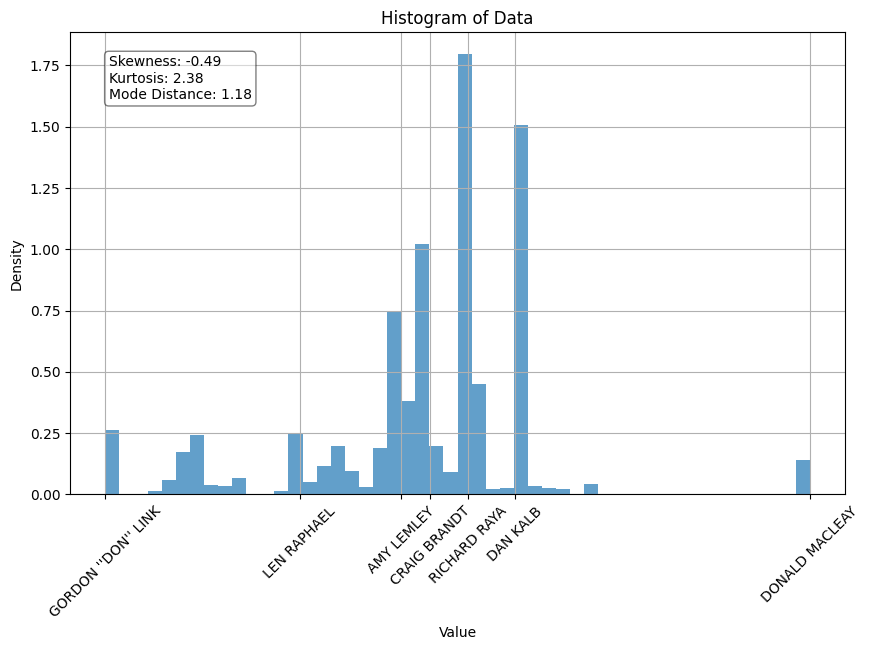 Histogram of Data
Skewness: -0.49
Kurtosis: 2.38
Mode Distance: 1.18
Density
1.75
1.50
1.25
1.00
0.75
0.50
0.25
0.00
GORDON ''DON'' LINK
LEN RAPHAEL
AMY LEMLEY
CRAIG BRANDT
RICHARD RAYA
DAN KALB
DONALD MACLEAY
Value